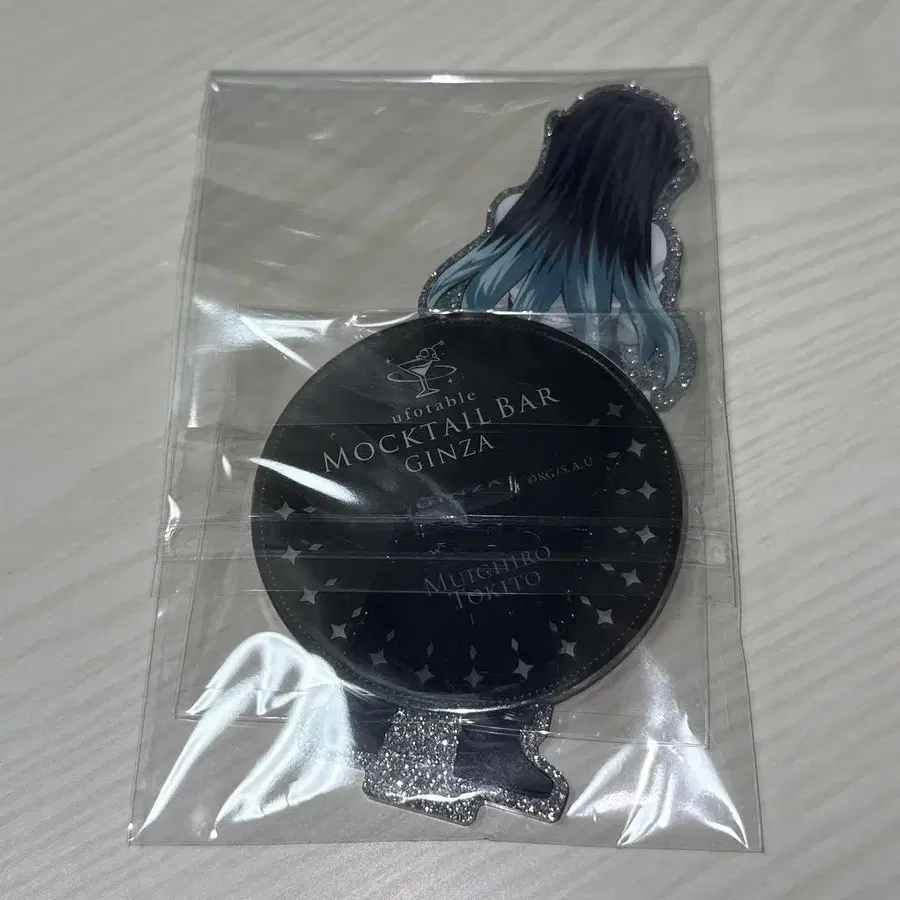 ufotable
MOCKTAIL BAR
GINZA
©KG/S.A.U
MUICHIRO
TOKITO